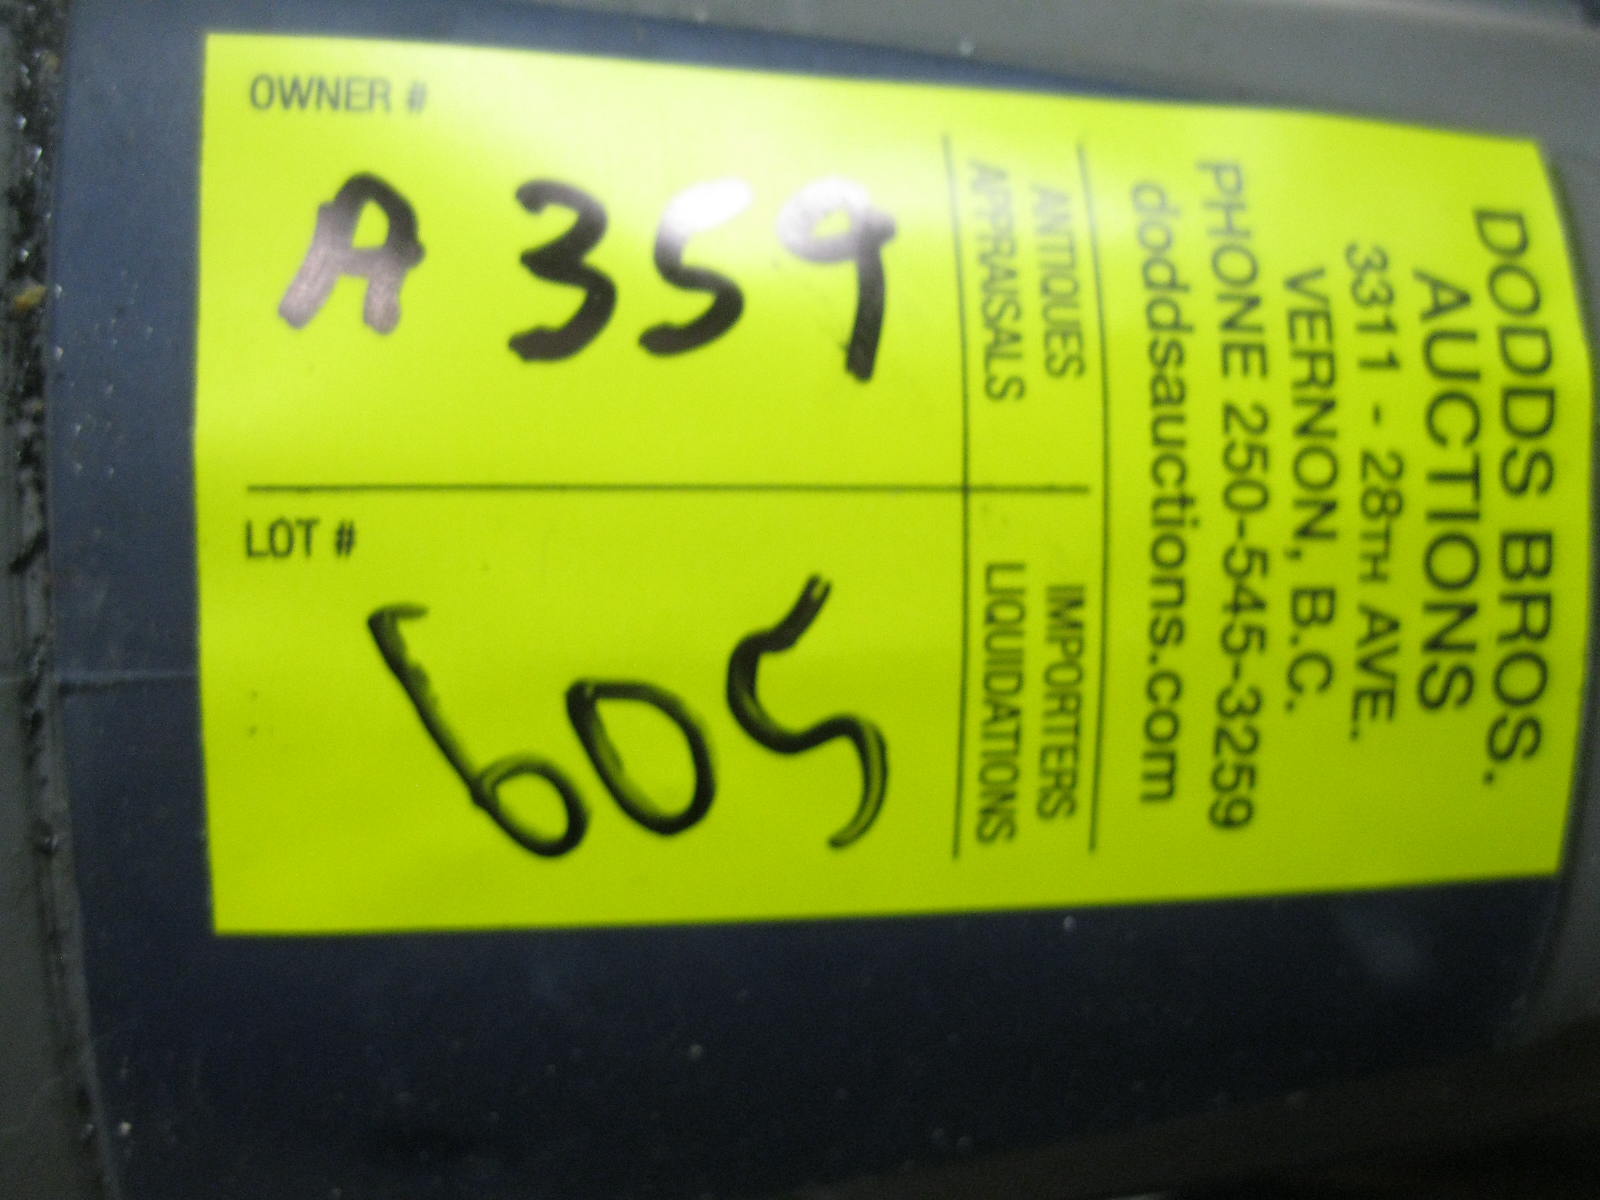 DODDS BROS.
AUCTIONS
3311 - 28TH AVE.
VERNON, B.C.
PHONE 250-545-3259
doddsauctions.com
ANTIQUES
APPRAISALS
IMPORTERS
LIQUIDATIONS
OWNER #
A 359
LOT #
605